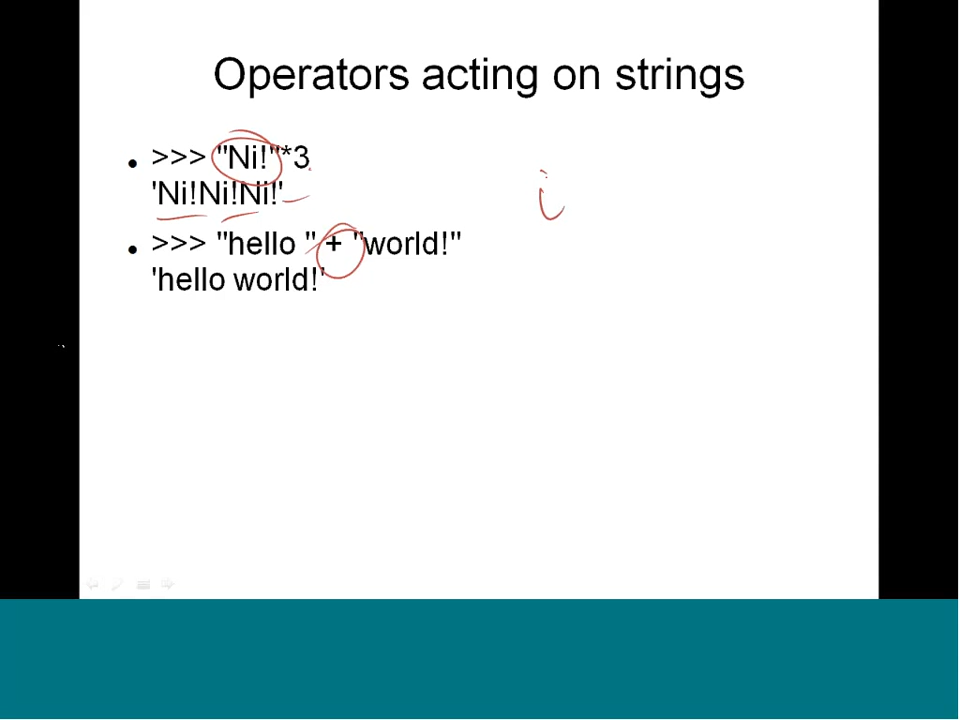 Operators acting on strings
• >>> "Ni!"*3
'Ni!Ni!Ni!'
i
• >>> "hello " + "world!"
'hello world!'